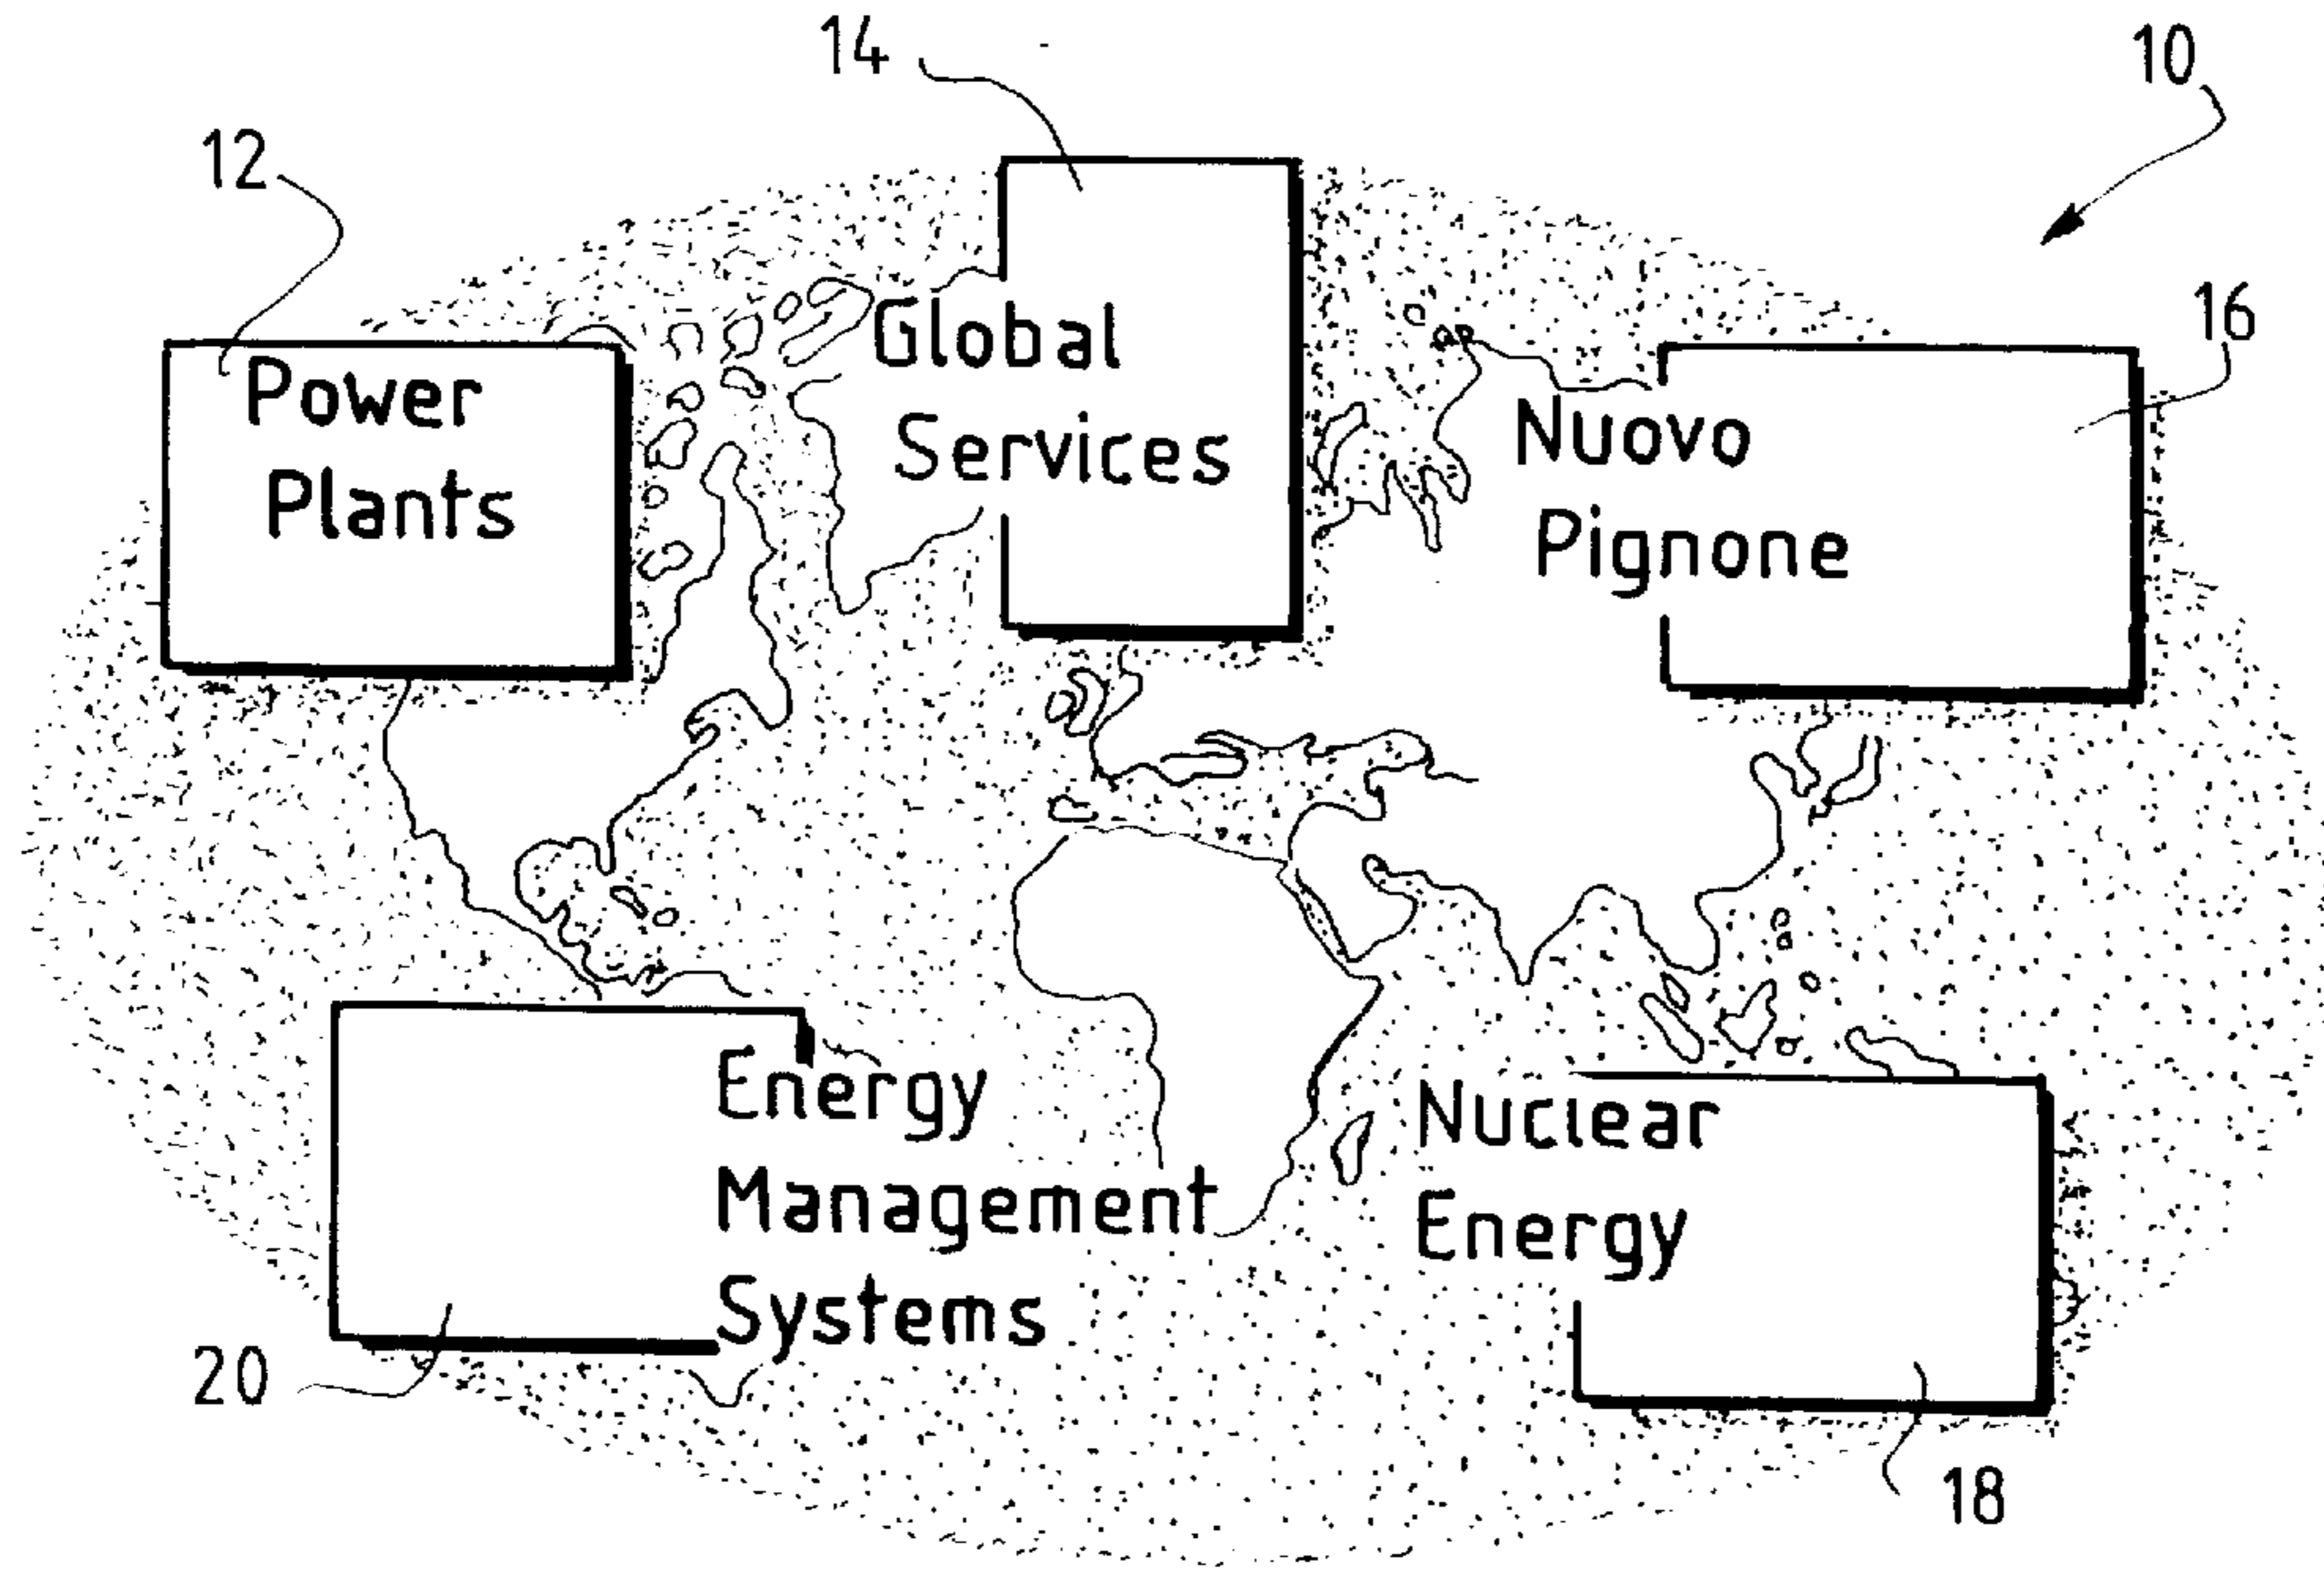 14
10
12
16
Global
Services
Power
Plants
Nuovo
Pignone
Energy
Management
Systems
Nuclear
Energy
20
18